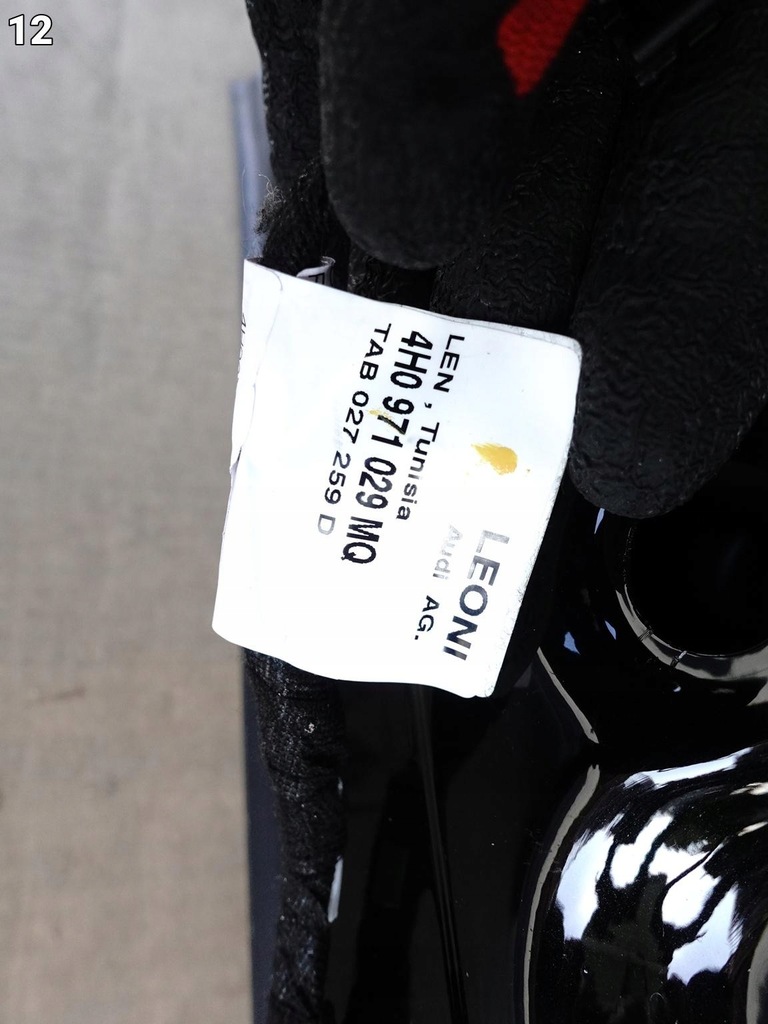 12
LEONI
LEN , Tunisia Audi AG.
4H0 971 029 MQ
TAB 027 259 D